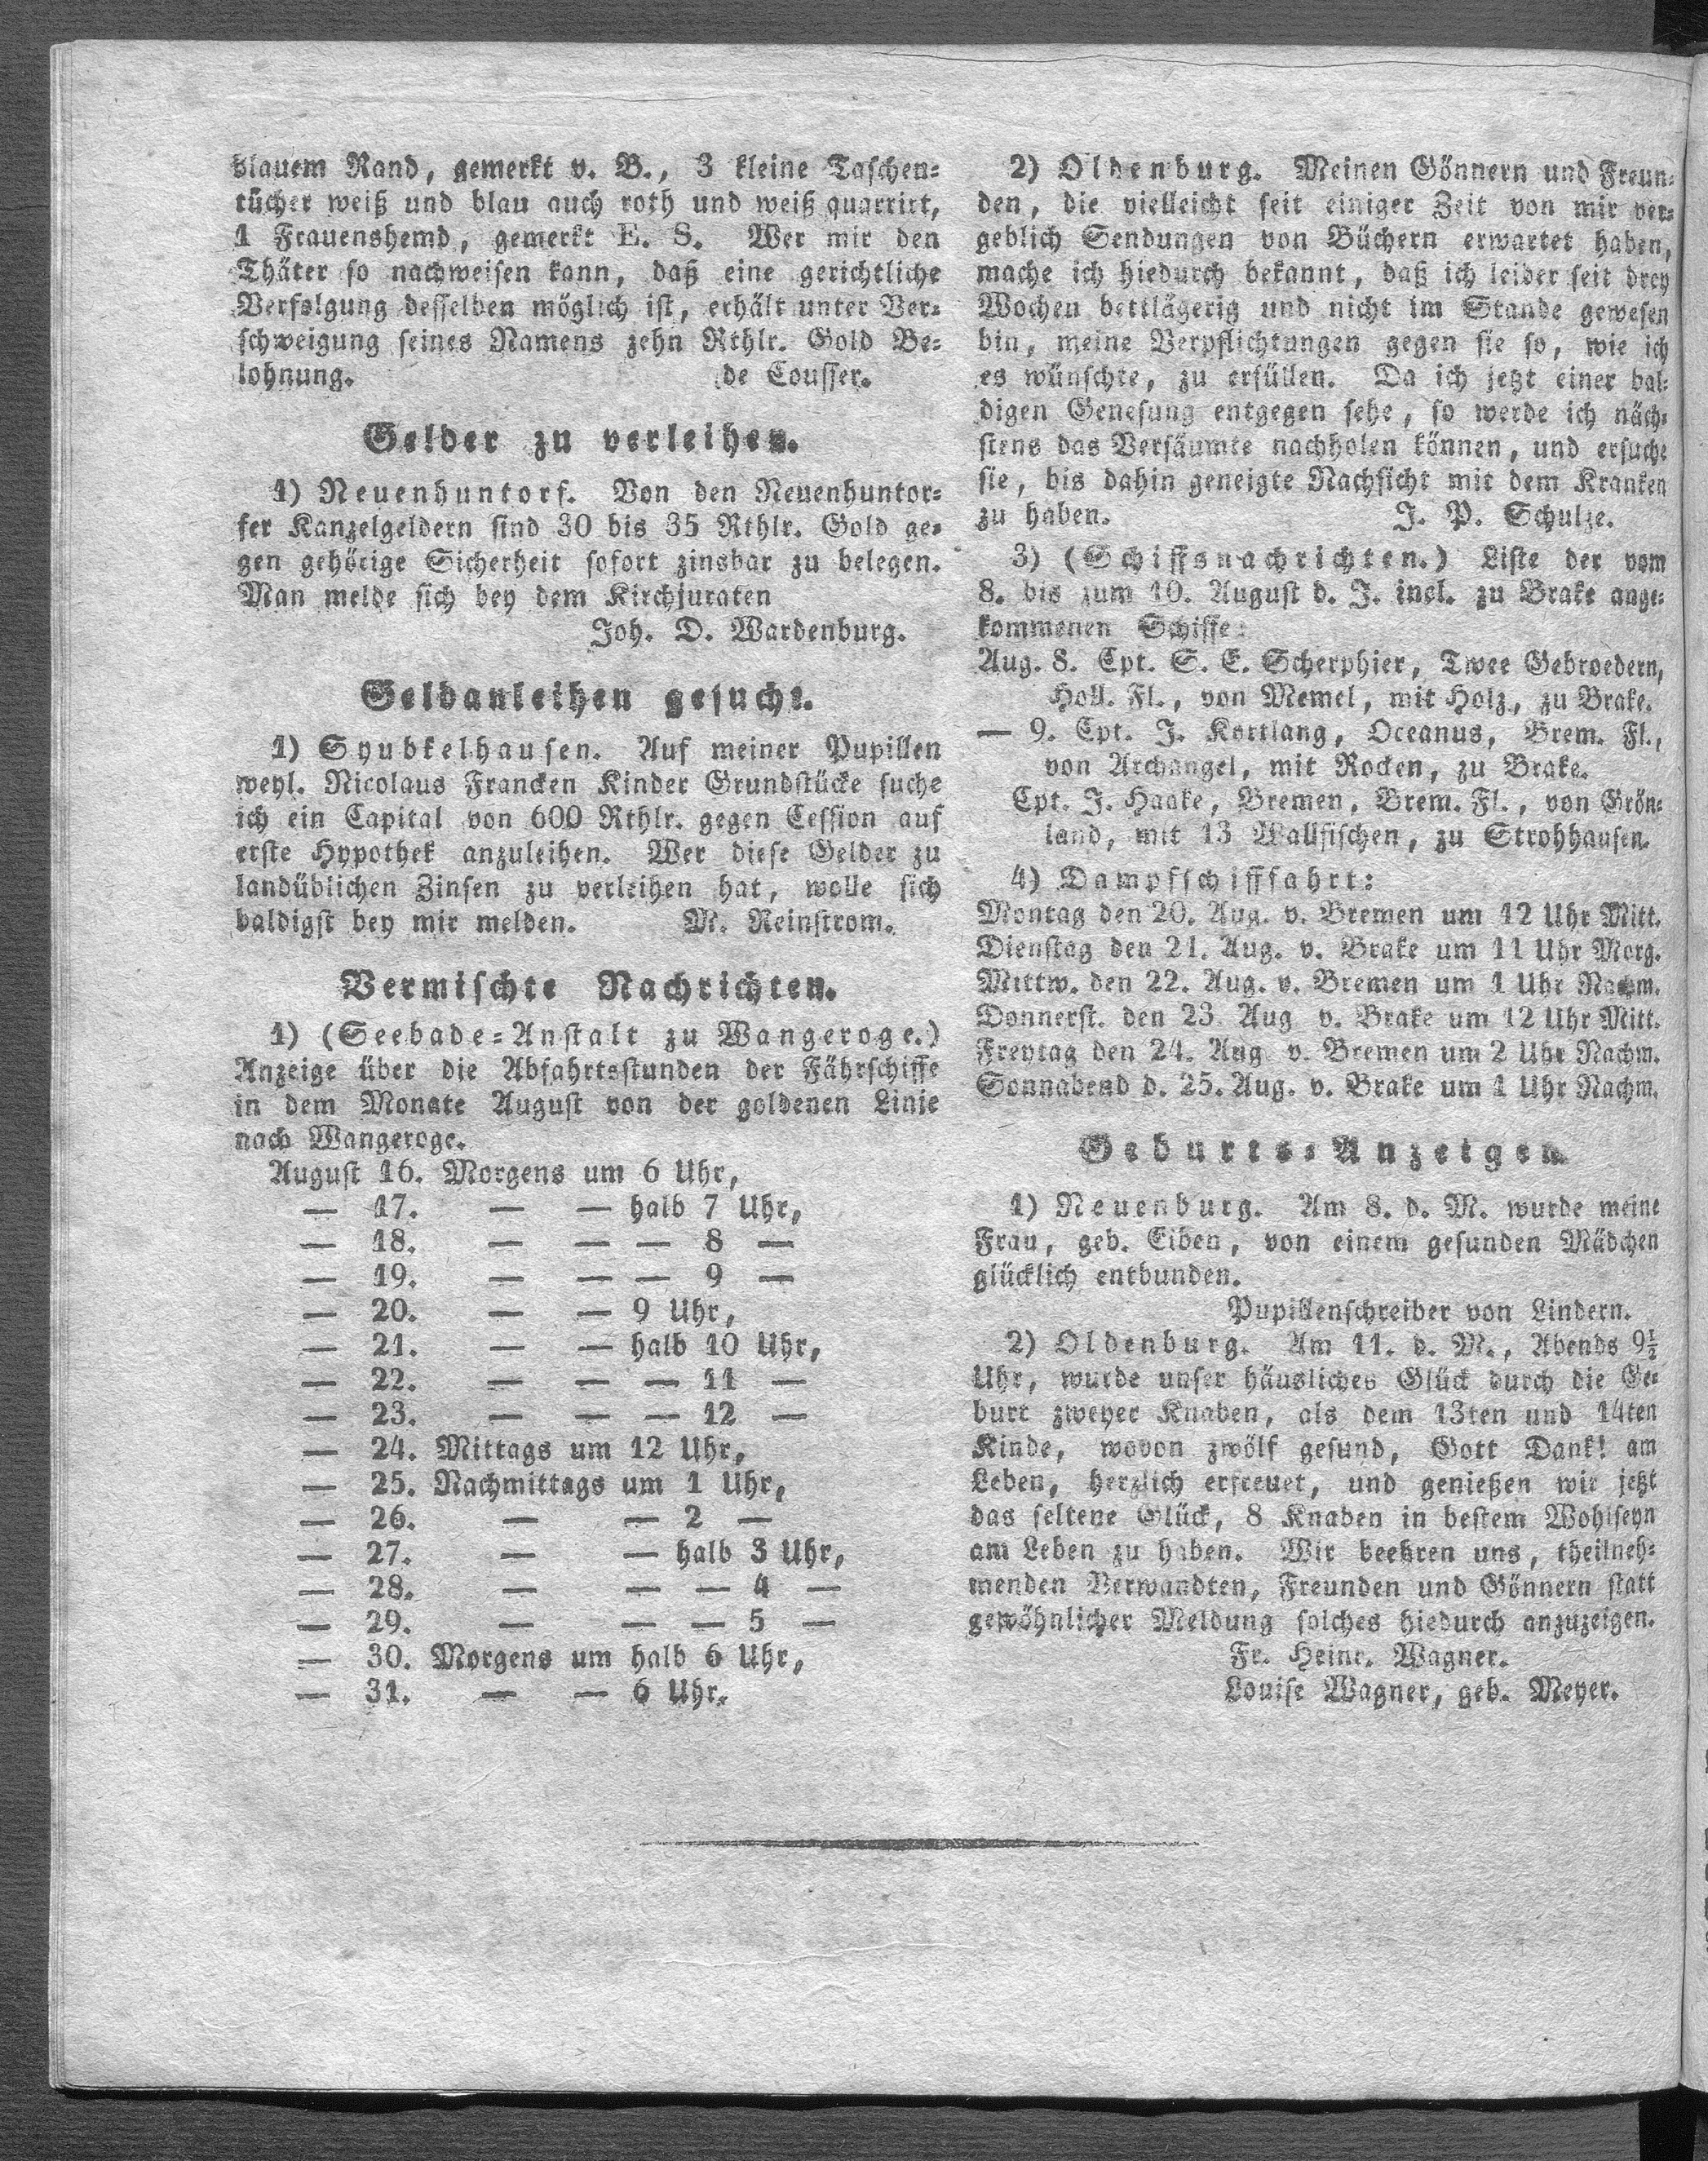 blauem Rand, gemerkt v. B., 3 kleine Taschen=
tücher weiß und blau auch roth und weiß quarrirt,
1 Frauenshemd, gemerkt E. S. Wer mir den
Thäter so nachweisen kann, daß eine gerichtliche
Verfolgung desselben möglich ist, erhält unter Ver=
schweigung seines Namens zehn Rthlr. Gold Be=
lohnung. de Cousser.
Gelder zu verleihen.
1) Neuenhuntorf. Von den Neuenhuntor=
fer Kanzelgeldern sind 30 bis 35 Rthlr. Gold ge=
gen gehörige Sicherheit sofort zinsbar zu belegen.
Man melde sich bey dem Kirchjuraten
Joh. D. Wardenburg.
Geldanleihen gesucht.
1) Syubkelhausen. Auf meiner Pupillen
weyl. Nicolaus Francken Kinder Grundstücke suche
ich ein Capital von 600 Rthlr. gegen Cession auf
erste Hypothek anzuleihen. Wer diese Gelder zu
landüblichen Zinsen zu verleihen hat, wolle sich
baldigst bey mir melden. M. Reinstrom.
Vermischte Nachrichten.
1) (Seebade=Anstalt zu Wangeroge.)
Anzeige über die Abfahrtsstunden der Fährschiffe
in dem Monate August von der goldenen Linie
nach Wangeroge.
August 16. Morgens um 6 Uhr,
— 17. — — halb 7 Uhr,
— 18. — — — 8 —
— 19. — — — 9 —
— 20. — — 9 Uhr,
— 21. — — halb 10 Uhr,
— 22. — — — 11 —
— 23. — — — 12 —
— 24. Mittags um 12 Uhr,
— 25. Nachmittags um 1 Uhr,
— 26. — — 2 —
— 27. — — halb 3 Uhr,
— 28. — — — 4 —
— 29. — — — 5 —
— 30. Morgens um halb 6 Uhr,
— 31. — — 6 Uhr.
2) Oldenburg. Meinen Gönnern und Freun=
den, die vielleicht seit einiger Zeit von mir ver=
geblich Sendungen von Büchern erwartet haben,
mache ich hiedurch bekannt, daß ich leider seit drey
Wochen bettlägerig und nicht im Stande gewesen
bin, meine Verpflichtungen gegen sie so, wie ich
es wünschte, zu erfüllen. Da ich jetzt einer bal=
digen Genesung entgegen sehe, so werde ich näch=
stens das Versäumte nachholen können, und ersuche
sie, bis dahin geneigte Nachsicht mit dem Kranken
zu haben. J. P. Schulze.
3) (Schiffsnachrichten.) Liste der vom
8. bis zum 10. August d. J. incl. zu Brake ange=
kommenen Schiffe:
Aug. 8. Cpt. S. E. Scherphier, Twee Gebroedern,
Holl. Fl., von Memel, mit Holz, zu Brake.
— 9. Cpt. J. Kortlang, Oceanus, Brem. Fl.,
von Archangel, mit Rocken, zu Brake.
Cpt. J. Haake, Bremen, Brem. Fl., von Grön=
land, mit 13 Wallfischen, zu Strohhausen.
4) Dampfschifffahrt:
Montag den 20. Aug. v. Bremen um 12 Uhr Mitt.
Dienstag den 21. Aug. v. Brake um 11 Uhr Morg.
Mittw. den 22. Aug. v. Bremen um 1 Uhr Nachm.
Donnerst. den 23. Aug v. Brake um 12 Uhr Mitt.
Freytag den 24. Aug. v. Bremen um 2 Uhr Nachm.
Sonnabend d. 25. Aug. v. Brake um 1 Uhr Nachm.
Geburts=Anzeigen.
1) Neuenburg. Am 8. d. M. wurde meine
Frau, geb. Eiben, von einem gesunden Mädchen
glücklich entbunden.
Pupillenschreiber von Lindern.
2) Oldenburg. Am 11. d. M., Abends 9½
Uhr, wurde unser häusliches Glück durch die Ge=
burt zweyer Knaben, als dem 13ten und 14ten
Kinde, wovon zwölf gesund, Gott Dank! am
Leben, herzlich erfreuet, und genießen wir jetzt
das seltene Glück, 8 Knaben in bestem Wohlseyn
am Leben zu haben. Wir beehren uns, theilneh=
menden Verwandten, Freunden und Gönnern statt
gewöhnlicher Meldung solches hiedurch anzuzeigen.
Fr. Heinr. Wagner.
Louise Wagner, geb. Meyer.